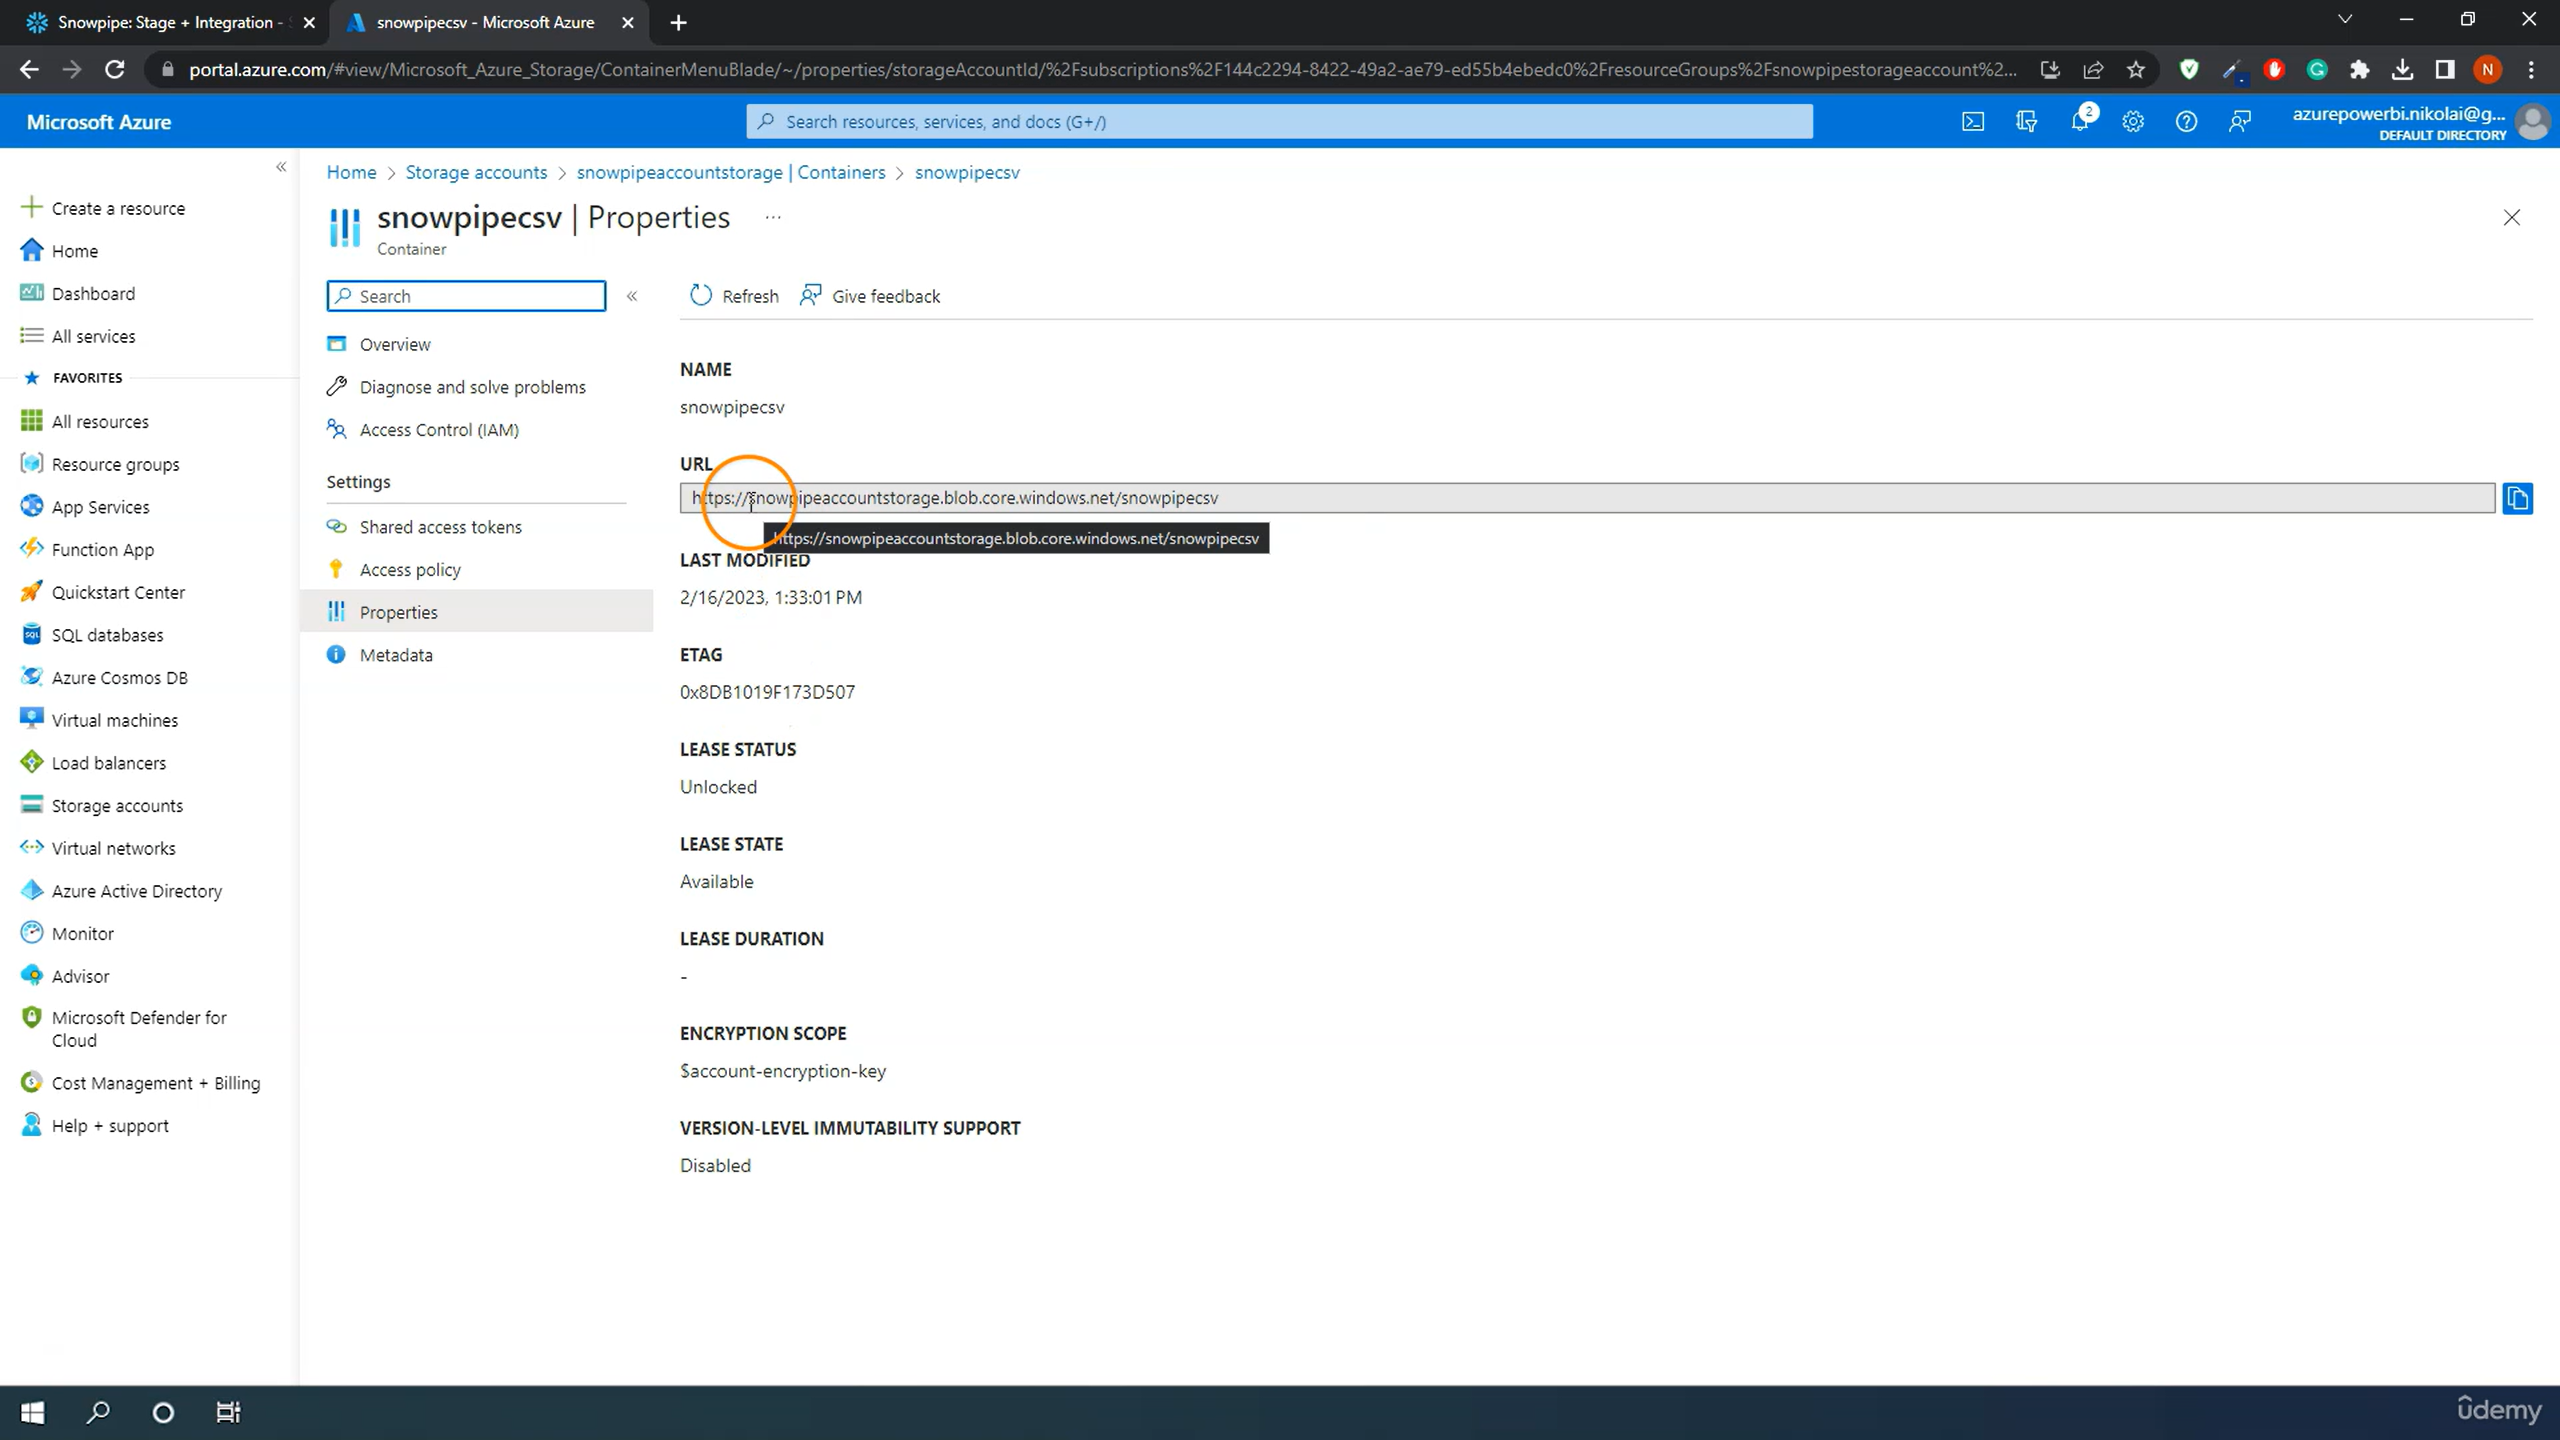 Snowpipe: Stage + Integration -
snowpipecsv - Microsoft Azure
portal.azure.com/#view/Microsoft_Azure_Storage/ContainerMenuBlade/~/properties/storageAccountId/%2Fsubscriptions%2F144c2294-8422-49a2-ae79-ed55b4ebedc0%2FresourceGroups%2Fsnowpipestorageaccount%2...
N
Microsoft Azure
Search resources, services, and docs (G+/)
2
azurepowerbi.nikolai@g...
DEFAULT DIRECTORY
Create a resource
Home
Dashboard
All services
FAVORITES
All resources
Resource groups
App Services
Function App
Quickstart Center
SQL databases
Azure Cosmos DB
Virtual machines
Load balancers
Storage accounts
Virtual networks
Azure Active Directory
Monitor
Advisor
Microsoft Defender for
Cloud
Cost Management + Billing
Help + support
Home > Storage accounts > snowpipeaccountstorage | Containers > snowpipecsv
snowpipecsv | Properties ...
Container
Search
Overview
Diagnose and solve problems
Access Control (IAM)
Settings
Shared access tokens
Access policy
Properties
Metadata
Refresh
Give feedback
NAME
snowpipecsv
URL
https://snowpipeaccountstorage.blob.core.windows.net/snowpipecsv
https://snowpipeaccountstorage.blob.core.windows.net/snowpipecsv
LAST MODIFIED
2/16/2023, 1:33:01 PM
ETAG
0x8DB1019F173D507
LEASE STATUS
Unlocked
LEASE STATE
Available
LEASE DURATION
-
ENCRYPTION SCOPE
$account-encryption-key
VERSION-LEVEL IMMUTABILITY SUPPORT
Disabled
ûdemy